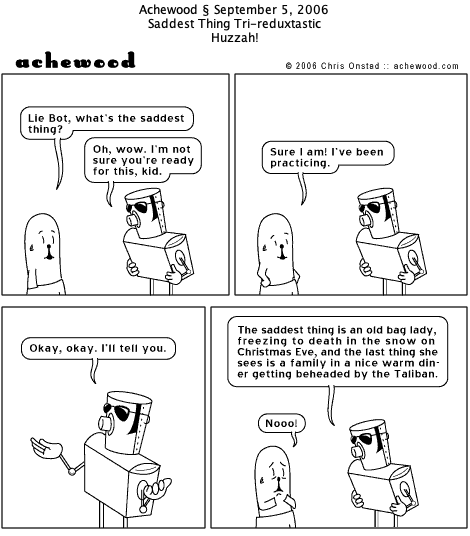 Achewood § September 5, 2006
Saddest Thing Tri-reduxtastic
Huzzah!
achewood
© 2006 Chris Onstad :: achewood.com
Lie Bot, what's the saddest
thing?
Oh, wow. I'm not
sure you're ready
for this, kid.
Sure I am! I've been
practicing.
Okay, okay. I'll tell you.
The saddest thing is an old bag lady,
freezing to death in the snow on
Christmas Eve, and the last thing she
sees is a family in a nice warm din-
er getting beheaded by the Taliban.
Nooo!